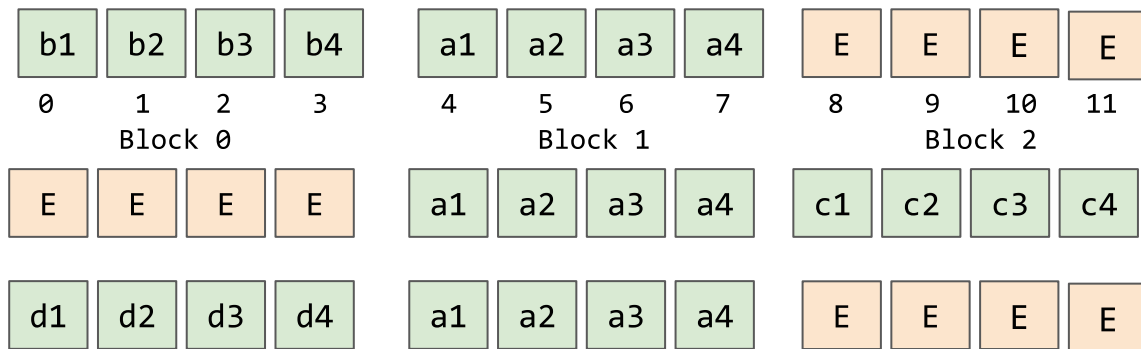 b1 b2 b3 b4 a1 a2 a3 a4 E E E E
0 1 2 3 4 5 6 7 8 9 10 11
Block 0 Block 1 Block 2
E E E E a1 a2 a3 a4 c1 c2 c3 c4
d1 d2 d3 d4 a1 a2 a3 a4 E E E E